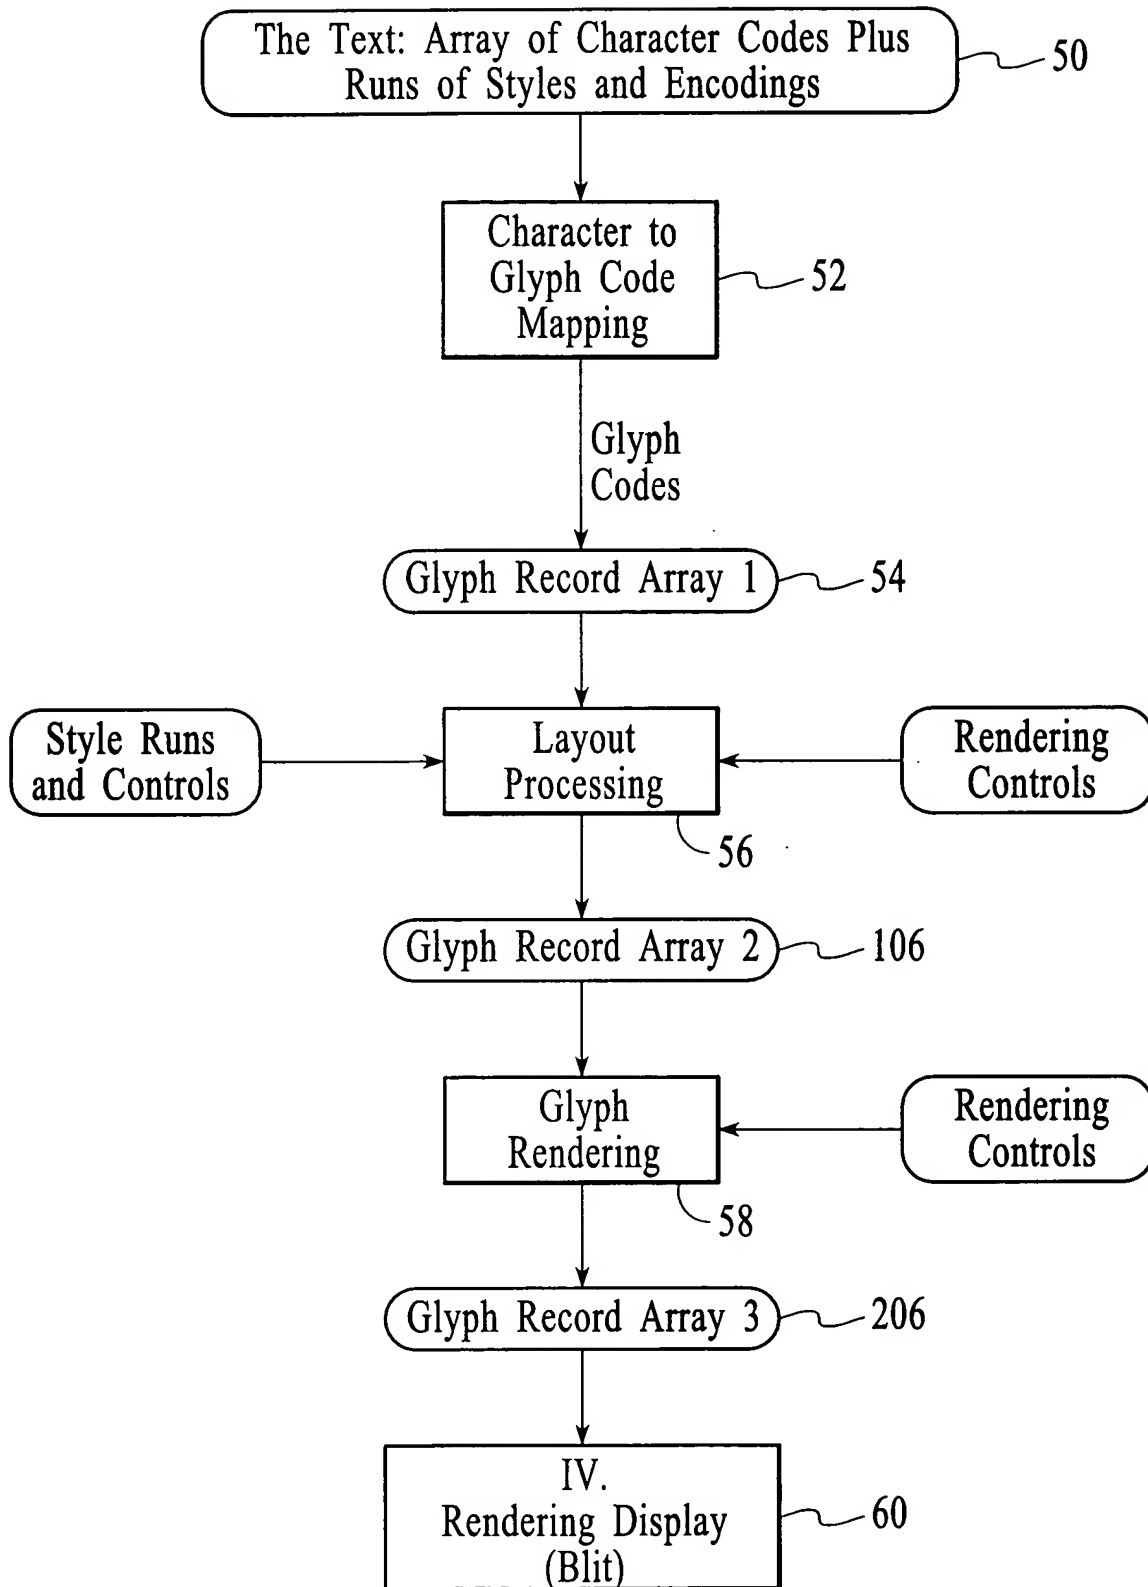 The Text: Array of Character Codes Plus
Runs of Styles and Encodings
50
Character to
Glyph Code
Mapping
52
Glyph
Codes
Glyph Record Array 1
54
Style Runs
and Controls
Layout
Processing
Rendering
Controls
56
Glyph Record Array 2
106
Glyph
Rendering
Rendering
Controls
58
Glyph Record Array 3
206
IV.
Rendering Display
(Blit)
60